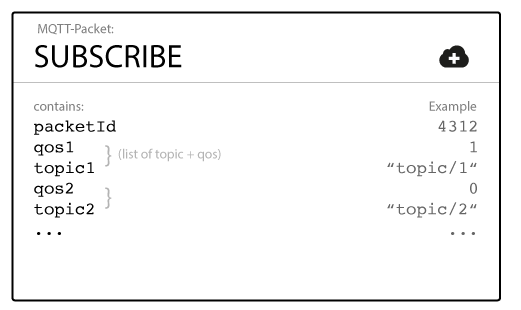 MQTT-Packet:
SUBSCRIBE
contains: Example
packetId 4312
qos1 1
} (list of topic + qos)
topic1 “topic/1“
qos2 0
}
topic2 “topic/2“
... ...